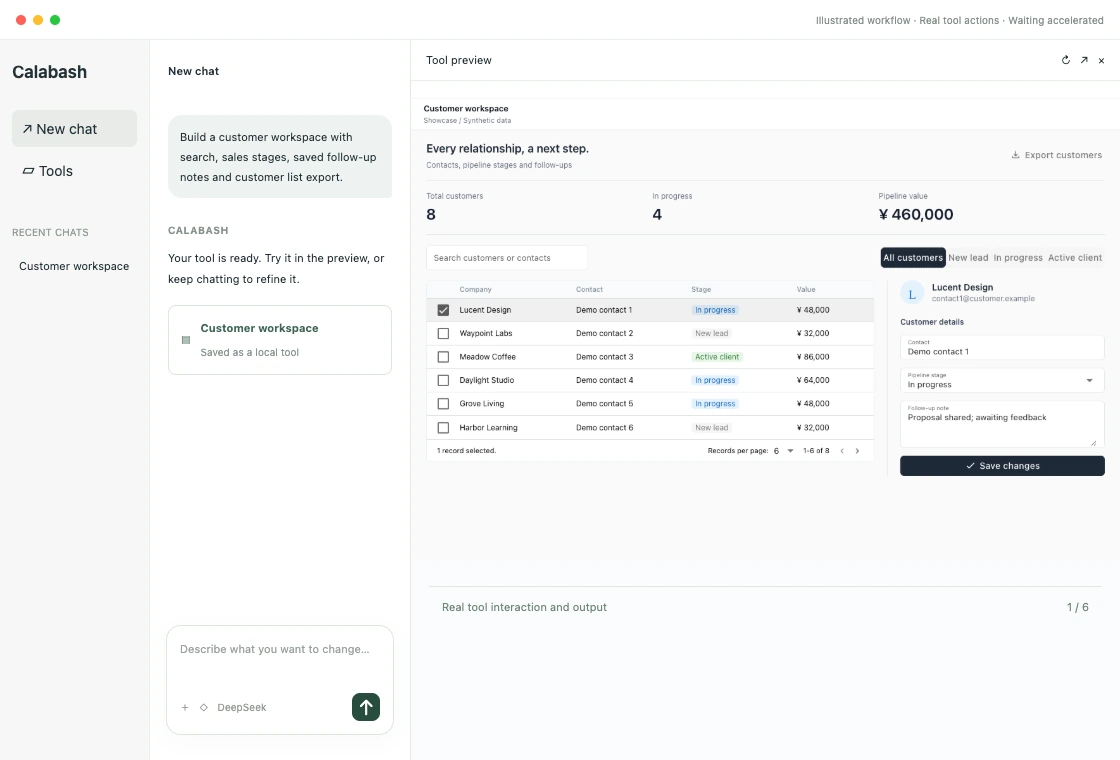 Illustrated workflow · Real tool actions · Waiting accelerated
Calabash
New chat
Tools
RECENT CHATS
Customer workspace
New chat
Build a customer workspace with
search, sales stages, saved follow-up
notes and customer list export.
CALABASH
Your tool is ready. Try it in the preview, or
keep chatting to refine it.
Customer workspace
Saved as a local tool
Describe what you want to change...
DeepSeek
Tool preview
Customer workspace
Showcase / Synthetic data
Every relationship, a next step.
Contacts, pipeline stages and follow-ups
Export customers
Total customers
8
In progress
4
Pipeline value
¥ 460,000
Search customers or contacts
All customers New lead In progress Active client
Company Contact Stage Value
Lucent Design Demo contact 1 In progress ¥ 48,000
Waypoint Labs Demo contact 2 New lead ¥ 32,000
Meadow Coffee Demo contact 3 Active client ¥ 86,000
Daylight Studio Demo contact 4 In progress ¥ 64,000
Grove Living Demo contact 5 In progress ¥ 48,000
Harbor Learning Demo contact 6 New lead ¥ 32,000
1 record selected. Records per page: 6 1-6 of 8
L
Lucent Design
contact1@customer.example
Customer details
Contact
Demo contact 1
Pipeline stage
In progress
Follow-up note
Proposal shared; awaiting feedback
Save changes
Real tool interaction and output 1 / 6